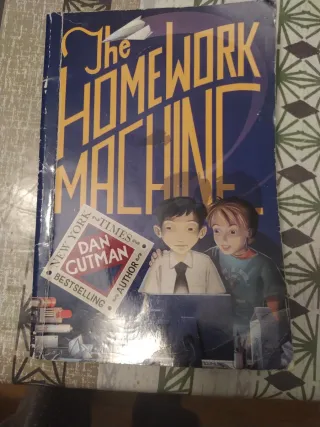 The
HOMEWORK
MACHINE
NEW YORK TIMES
DAN
GUTMAN
BESTSELLING
AUTHOR